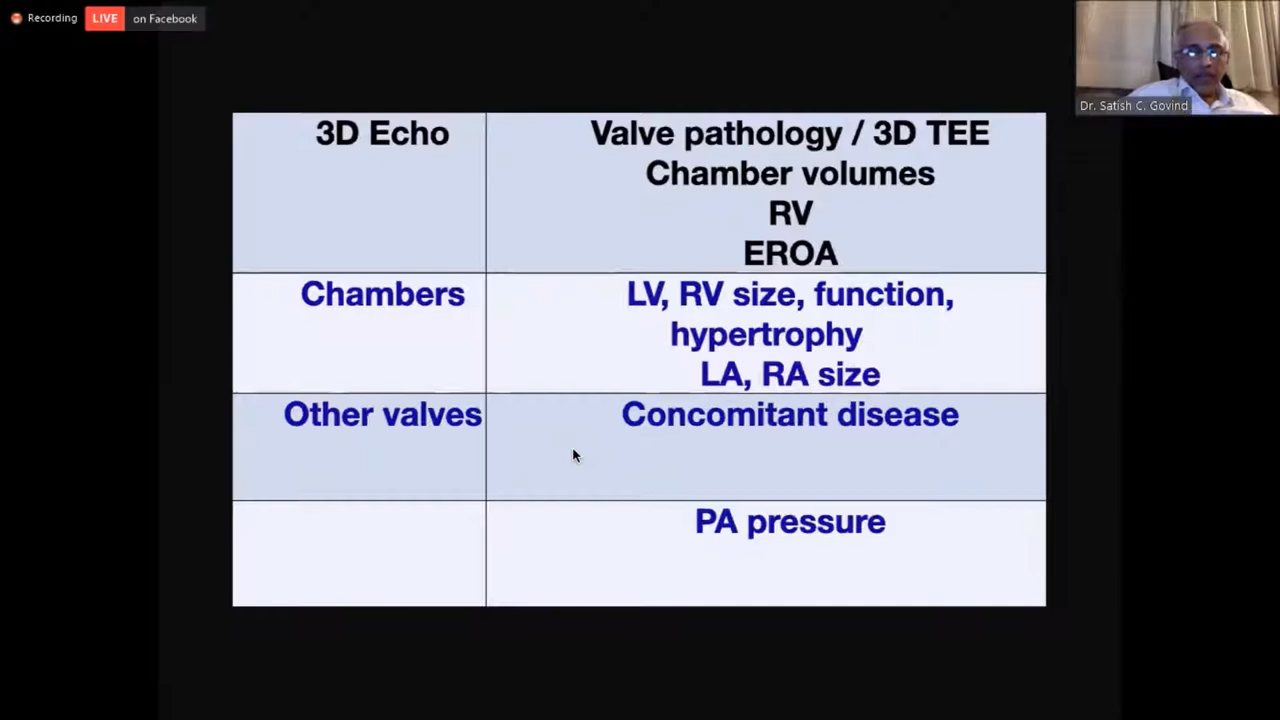 Recording LIVE on Facebook
Dr. Satish C. Govind
3D Echo
Valve pathology / 3D TEE
Chamber volumes
RV
EROA
Chambers
LV, RV size, function,
hypertrophy
LA, RA size
Other valves
Concomitant disease
PA pressure